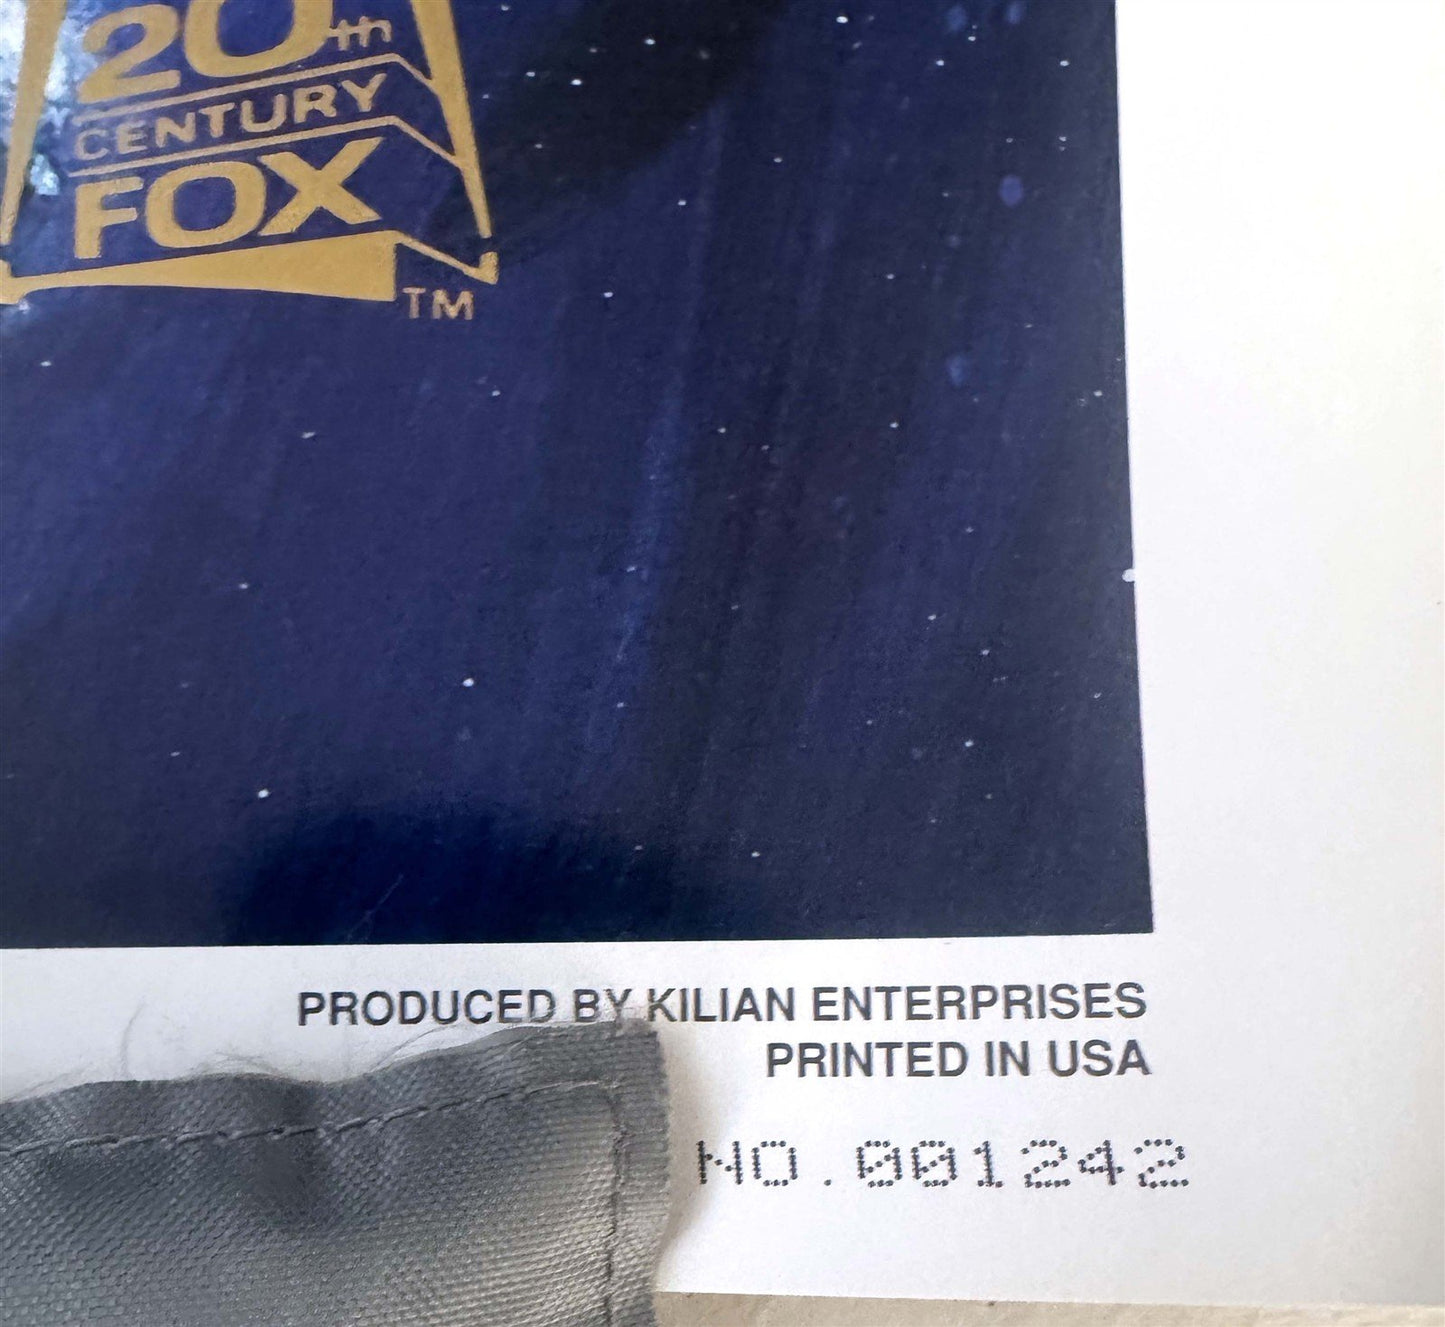 20th
CENTURY
FOX
TM
PRODUCED BY KILIAN ENTERPRISES
PRINTED IN USA
NO.001242